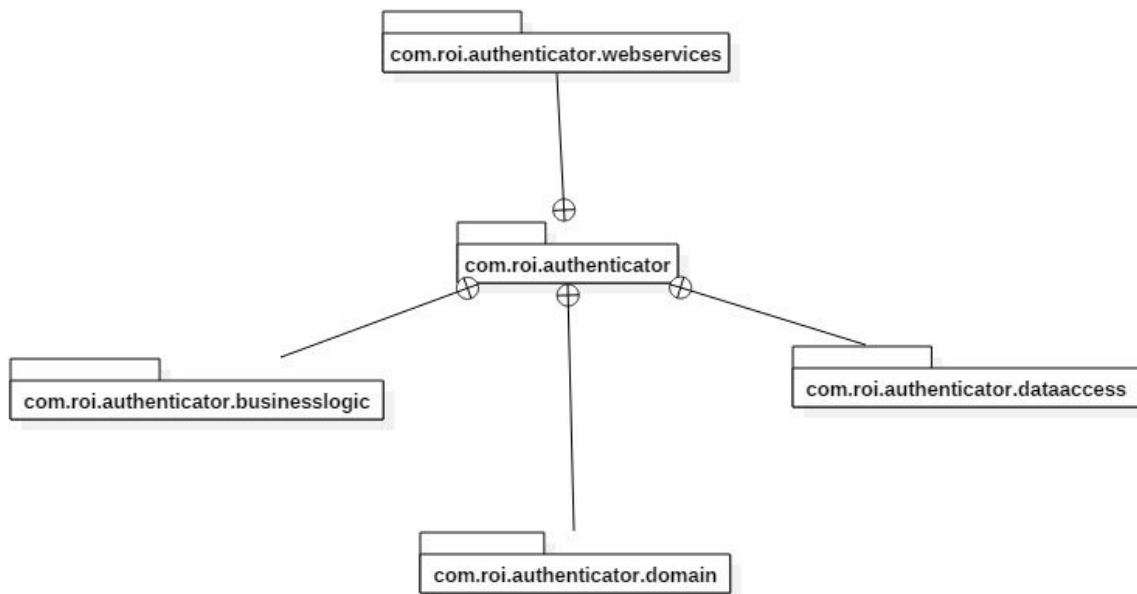 com.roi.authenticator.webservices
com.roi.authenticator
com.roi.authenticator.businesslogic
com.roi.authenticator.dataaccess
com.roi.authenticator.domain